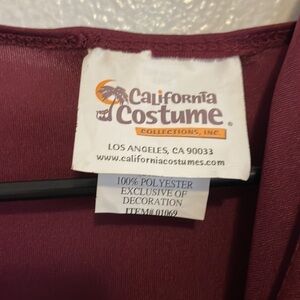 California
Costume ®
COLLECTIONS, INC.
LOS ANGELES, CA 90033
www.californiacostumes.com
100% POLYESTER
EXCLUSIVE OF
DECORATION
ITEM# 01069